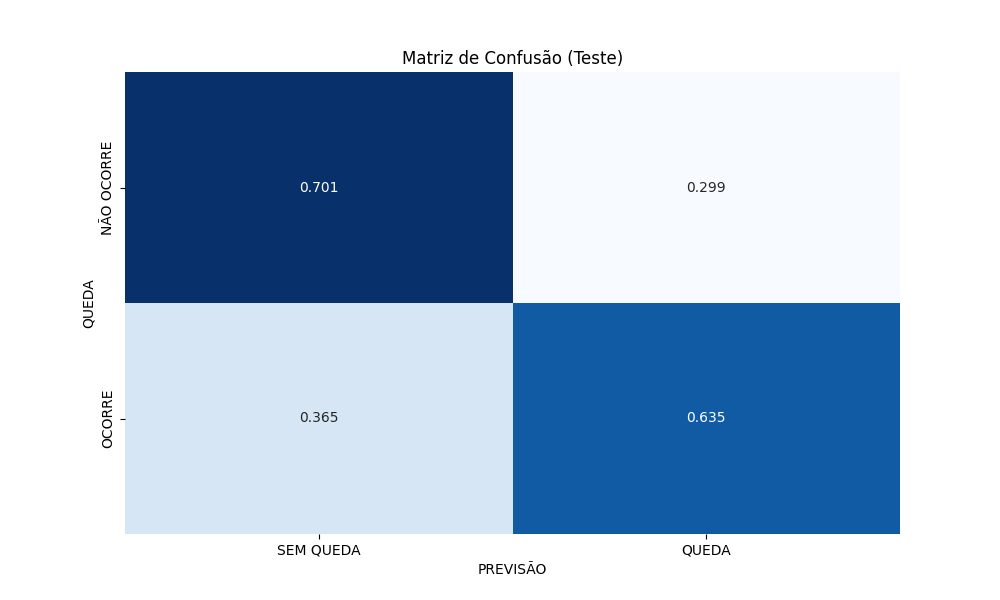 Matriz de Confusão (Teste)
NÃO OCORRE
0.701
0.299
QUEDA
OCORRE
0.365
0.635
SEM QUEDA
QUEDA
PREVISÃO